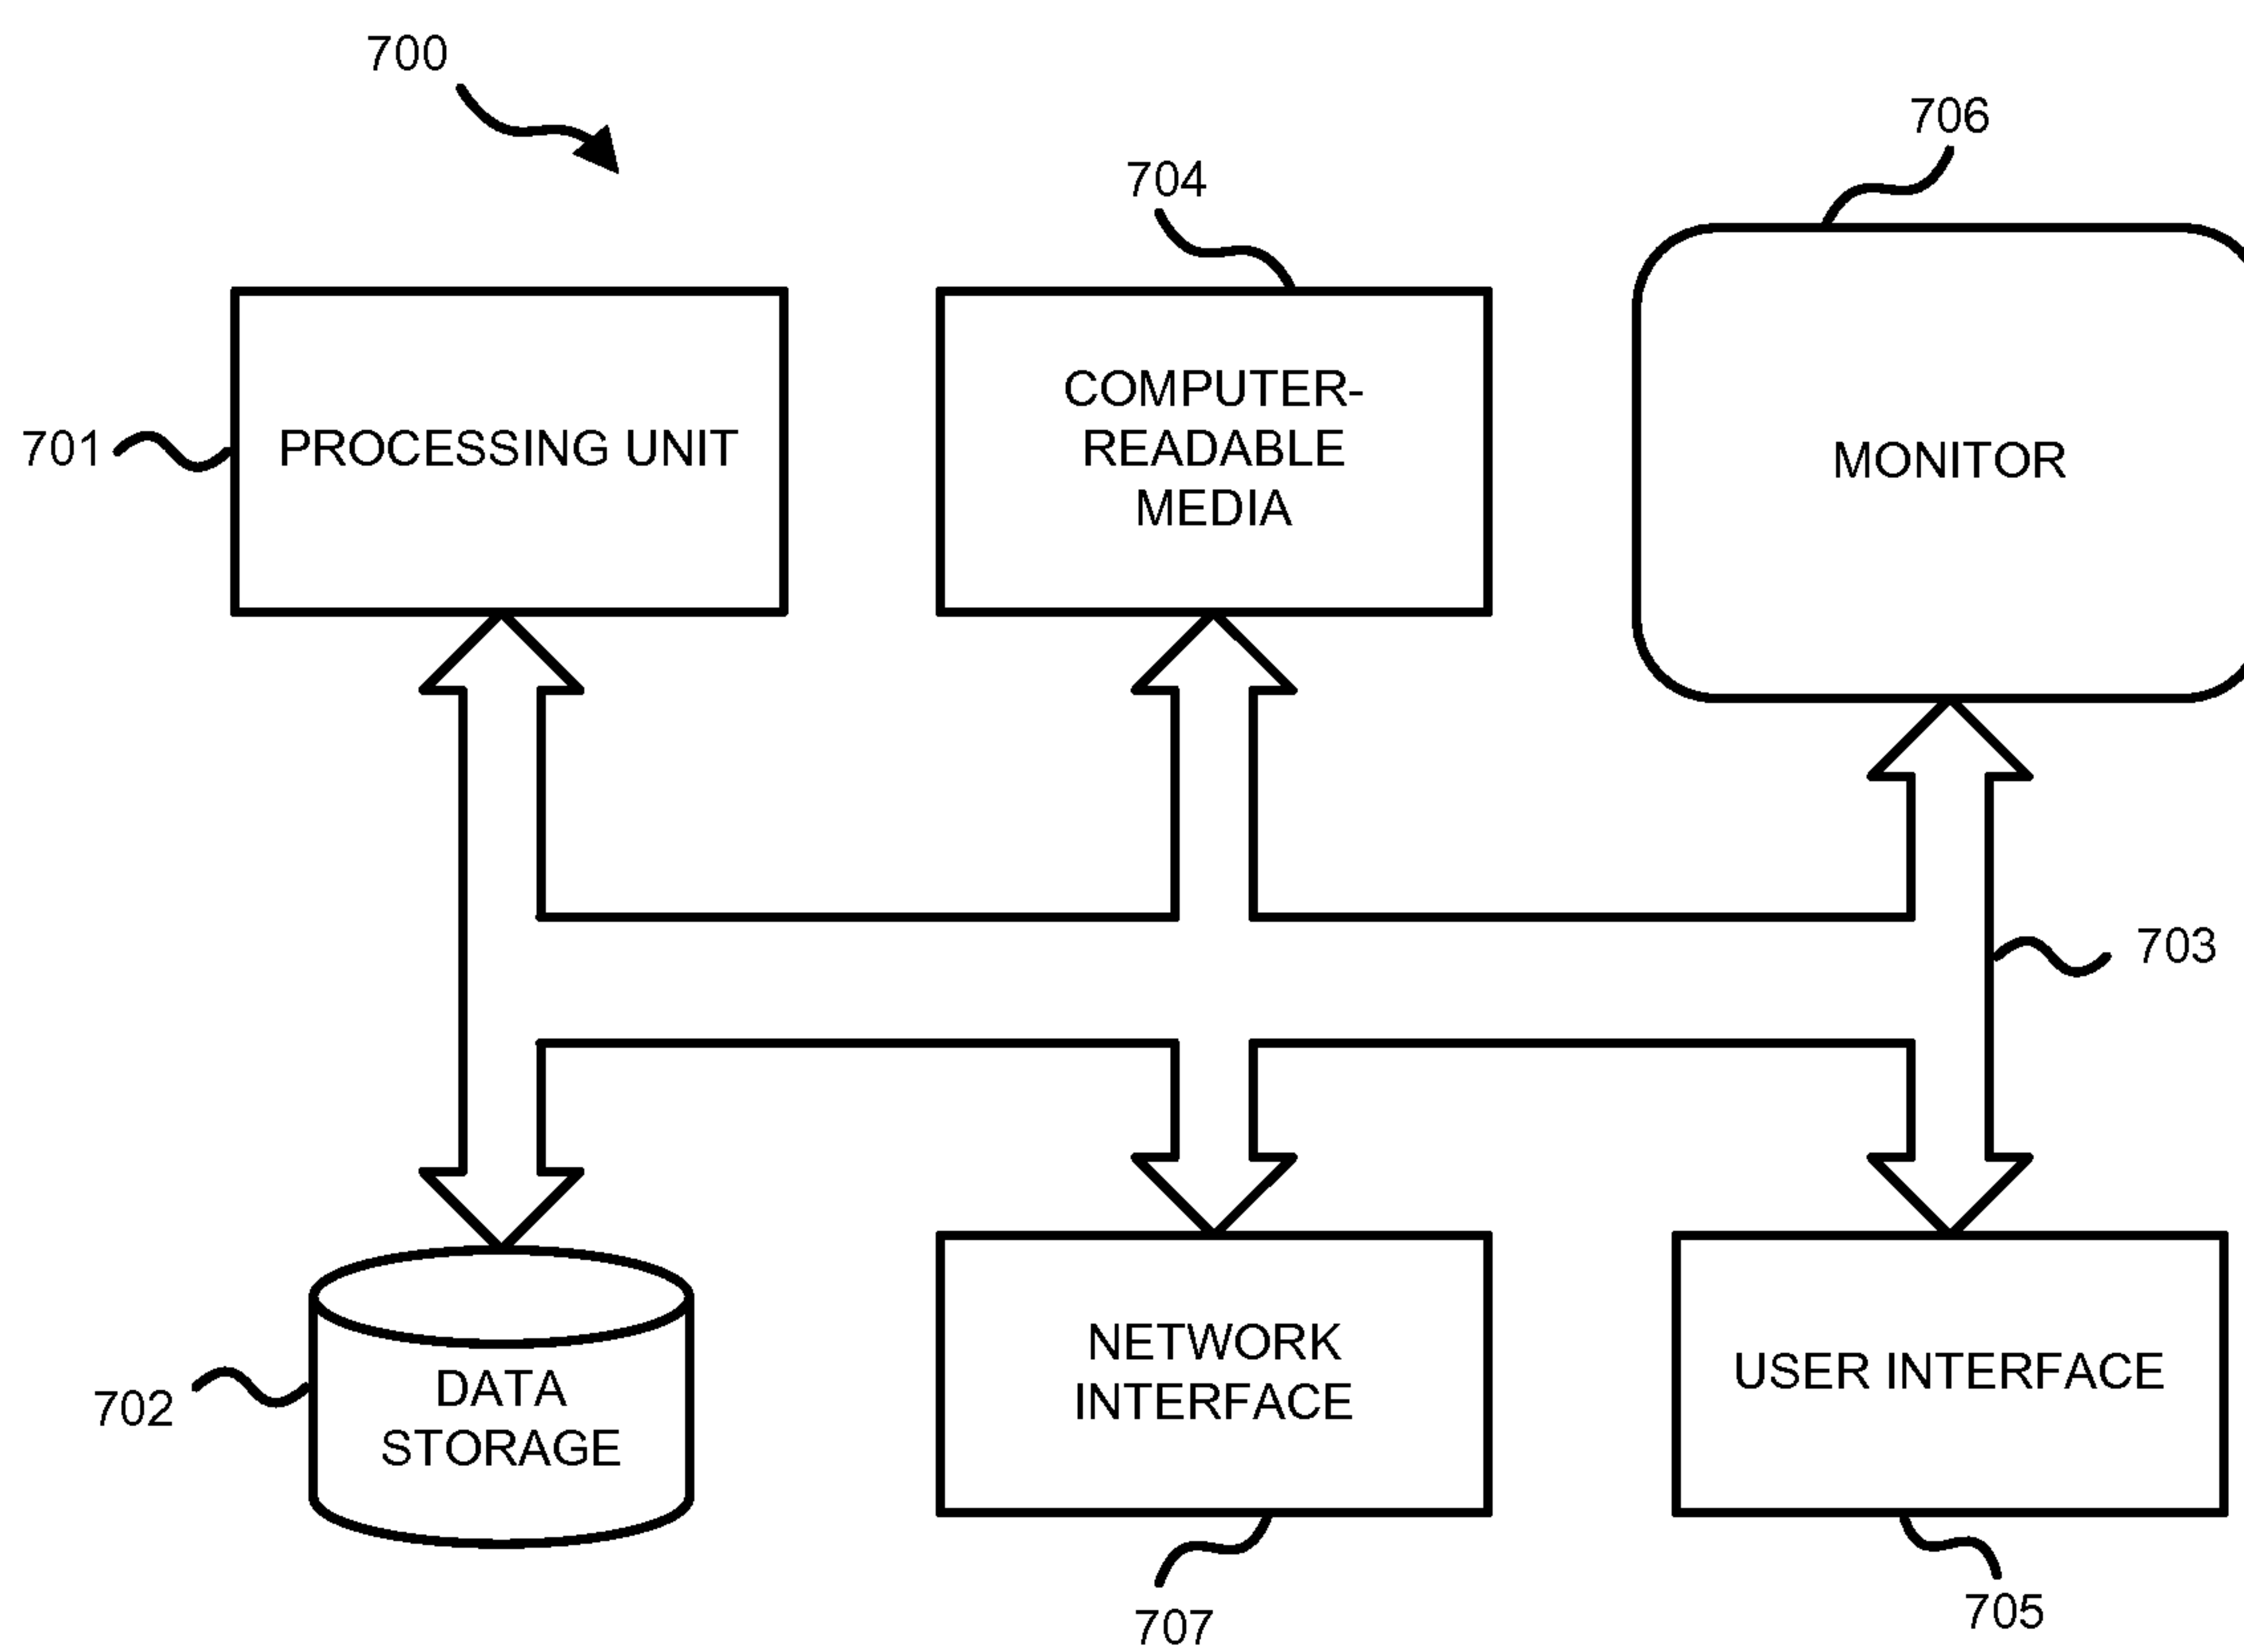 700
706
704
COMPUTER-
READABLE
MEDIA
701
PROCESSING UNIT
MONITOR
703
702
DATA
STORAGE
NETWORK
INTERFACE
USER INTERFACE
707
705